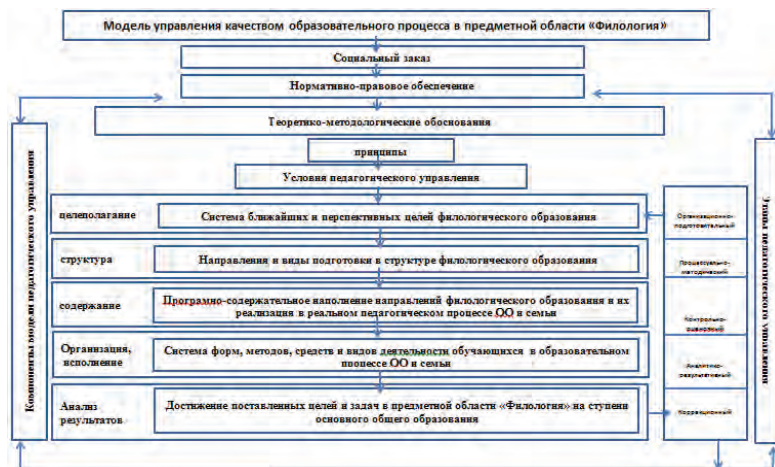 Модель управления качеством образовательного процесса в предметной области «Филология»
Социальный заказ
Нормативно-правовое обеспечение
Теоретико-методологические обоснования
принципы
Условия педагогического управления
Компоненты модели педагогического управления
целеполагание
Система ближайших и перспективных целей филологического образования
структура
Направления и виды подготовки в структуре филологического образования
содержание
Програмно-содержательное наполнение направлений филологического образования и их
реализация в реальном педагогическом процессе ОО и семьи
Организация,
исполнение
Система форм, методов, средств и видов деятельности обучающихся в образовательном
процессе ОО и семьи
Анализ
результатов
Достижение поставленных целей и задач в предметной области «Филология» на ступени
основного общего образования
Организационно-
подготовительный
Процессуально-
методический
Контрольно-
оценочный
Аналитико-
результативный
Коррекционный
Этапы педагогического управления